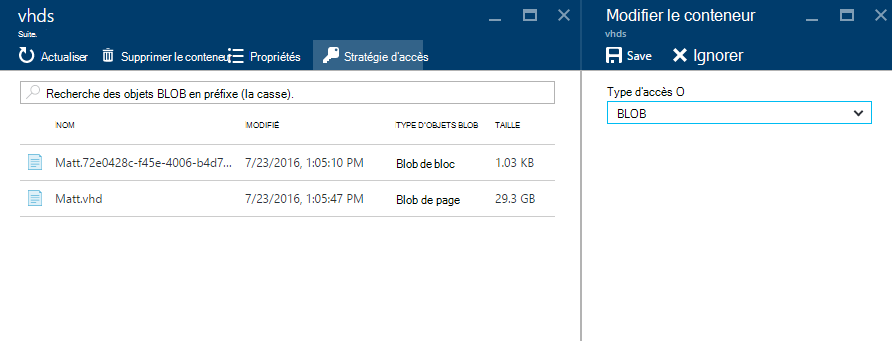 vhds
Suite.
Actualiser Supprimer le conteneur Propriétés Stratégie d'accès
Recherche des objets BLOB en préfixe (la casse).
NOM MODIFIÉ TYPE D'OBJETS BLOB TAILLE
Matt.72e0428c-f45e-4006-b4d7... 7/23/2016, 1:05:10 PM Blob de bloc 1.03 KB
Matt.vhd 7/23/2016, 1:05:47 PM Blob de page 29.3 GB
Modifier le conteneur
vhds
Save Ignorer
Type d'accès O
BLOB